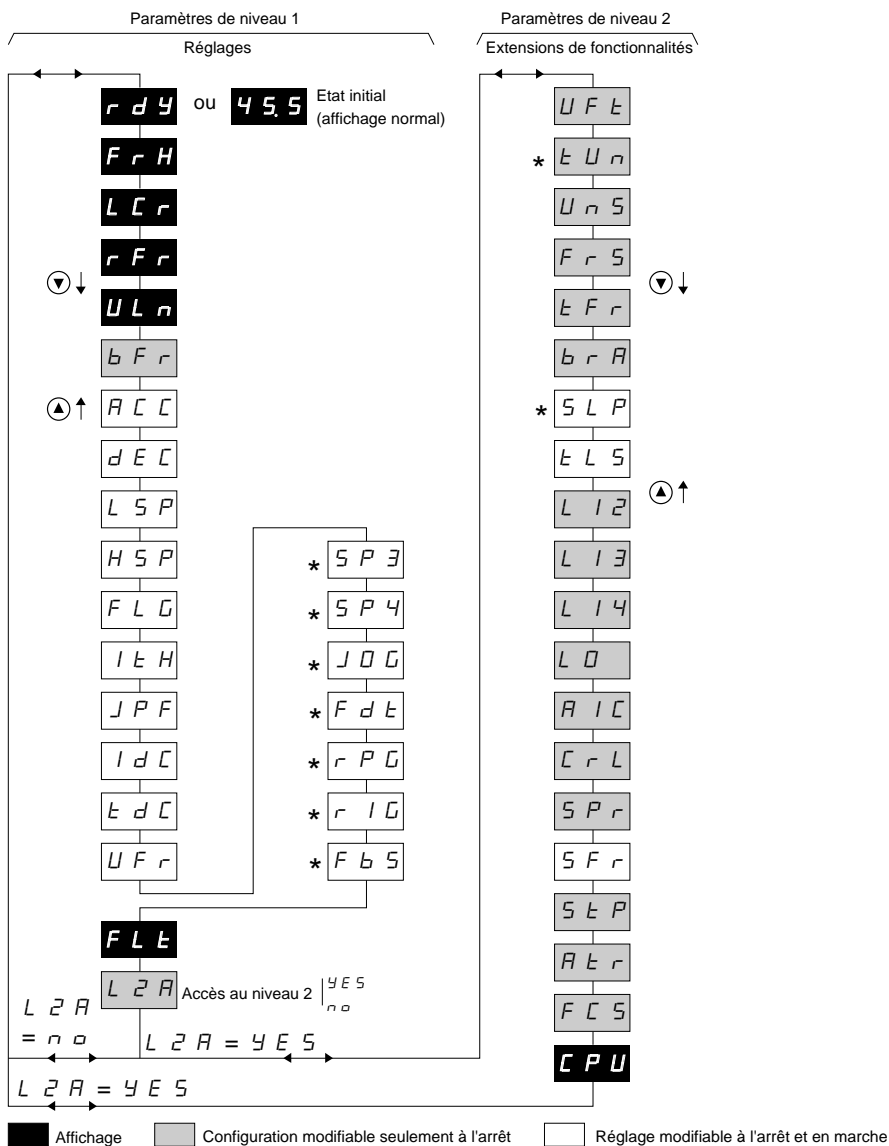 Paramètres de niveau 1
Réglages
rdY ou 45.5 Etat initial
(affichage normal)
FrH
LCr
rFr
ULn
bFr
ACC
dEC
LSP
HSP
FLG
ItH
JPF
IdC
tdC
UFr
* SP3
* SP4
* JOG
* Fdt
* rPG
* rIG
* FbS
FLt
L2A Accès au niveau 2 YES
no
L2A
= no
L2A = YES
L2A = YES
Paramètres de niveau 2
Extensions de fonctionnalités
UFt
* tUn
UnS
FrS
tFr
brA
* SLP
tLS
LI2
LI3
LI4
LO
AIC
CrL
SPr
SFr
StP
Atr
FCS
CPU
Affichage
Configuration modifiable seulement à l'arrêt
Réglage modifiable à l'arrêt et en marche